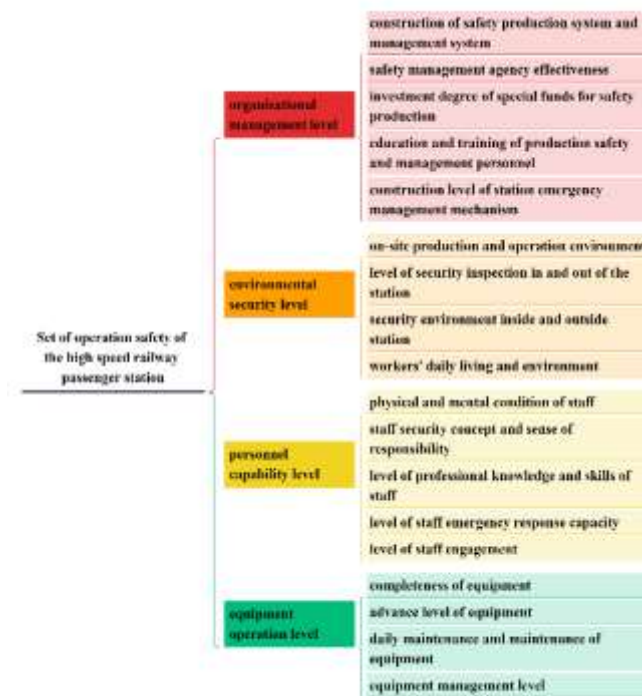 Set of operation safety of
the high speed railway
passenger station
organisational
management level
construction of safety production system and
management system
safety management agency effectiveness
investment degree of special funds for safety
production
education and training of production safety
and management personnel
construction level of station emergency
management mechanism
environmental
security level
on-site production and operation environment
level of security inspection in and out of the
station
security environment inside and outside
station
workers' daily living and environment
personnel
capability level
physical and mental condition of staff
staff security concept and sense of
responsibility
level of professional knowledge and skills of
staff
level of staff emergency response capacity
level of staff engagement
equipment
operation level
completeness of equipment
advance level of equipment
daily maintenance and maintenance of
equipment
equipment management level